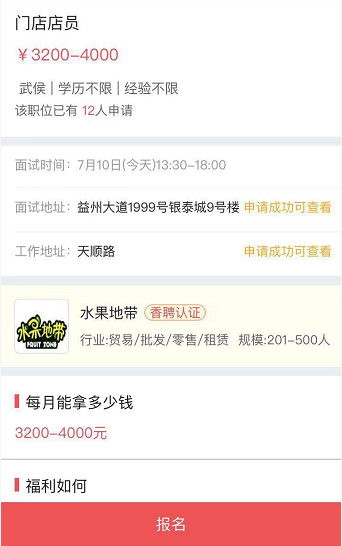 门店店员
￥3200-4000
武侯 | 学历不限 | 经验不限
该职位已有 12人申请
面试时间：7月10日(今天)13:30-18:00
面试地址：益州大道1999号银泰城9号楼 申请成功可查看
工作地址：天顺路 申请成功可查看
水果地带 香聘认证
水果地带
FRUIT ZONE
行业:贸易/批发/零售/租赁 规模:201-500人
每月能拿多少钱
3200-4000元
福利如何
报名